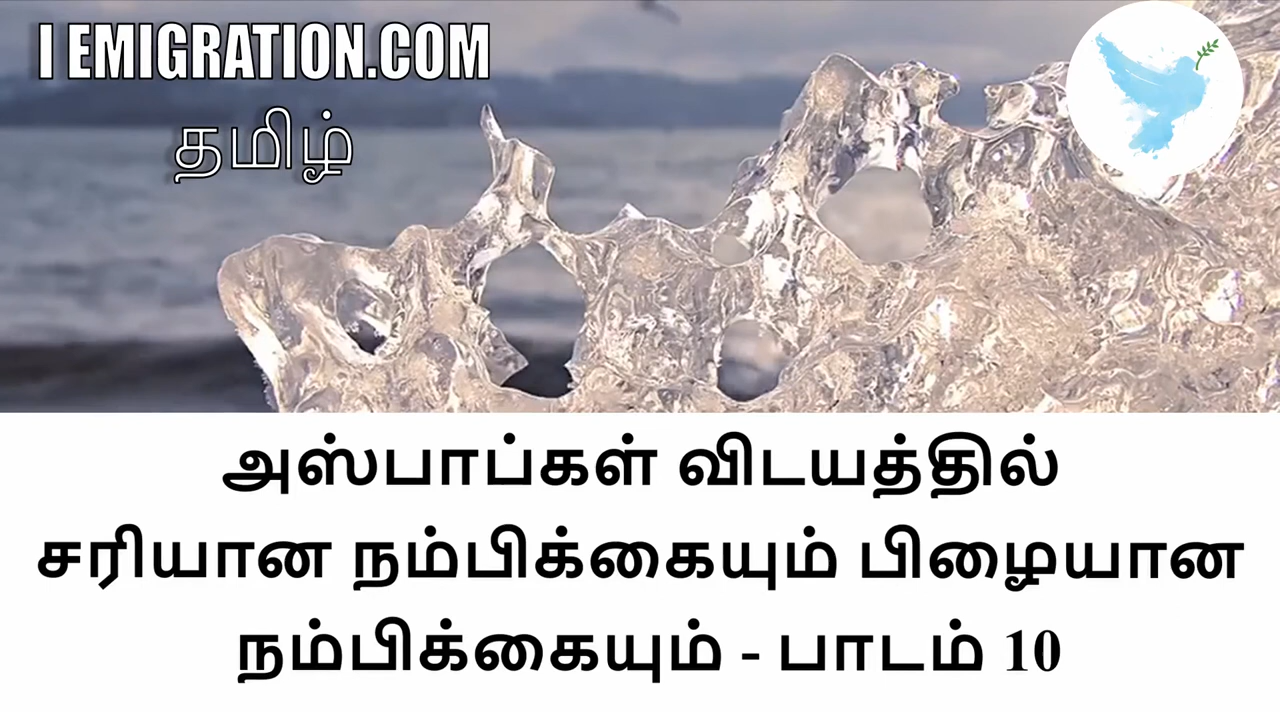 I EMIGRATION.COM
தமிழ்
அஸ்பாப்கள் விடயத்தில்
சரியான நம்பிக்கையும் பிழையான
நம்பிக்கையும் - பாடம் 10